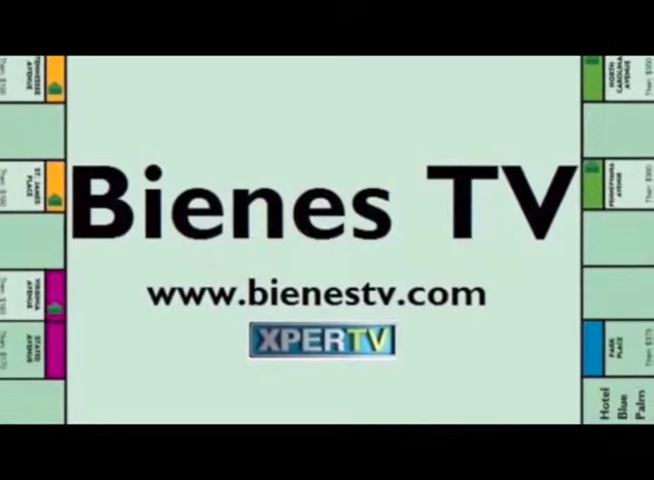 TENNESSEE
AVENUE
ST. JAMES
PLACE
VIRGINIA
AVENUE
STATES
AVENUE
Bienes TV
www.bienestv.com
XPERTV
NORTH
CAROLINA
AVENUE
PENNSYLVANIA
AVENUE
PARK
PLACE
Hotel
Blue
Palm